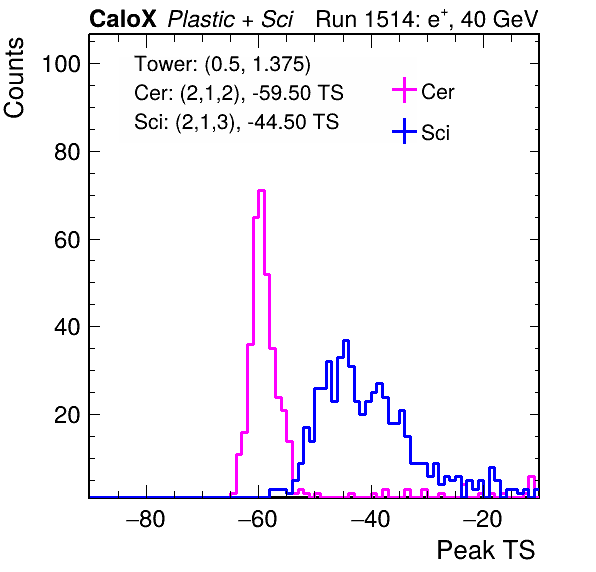 CaloX Plastic + Sci Run 1514: e+, 40 GeV
Counts
Tower: (0.5, 1.375)
Cer: (2,1,2), -59.50 TS
Sci: (2,1,3), -44.50 TS
Cer
Sci
100
80
60
40
20
−80 −60 −40 −20
Peak TS